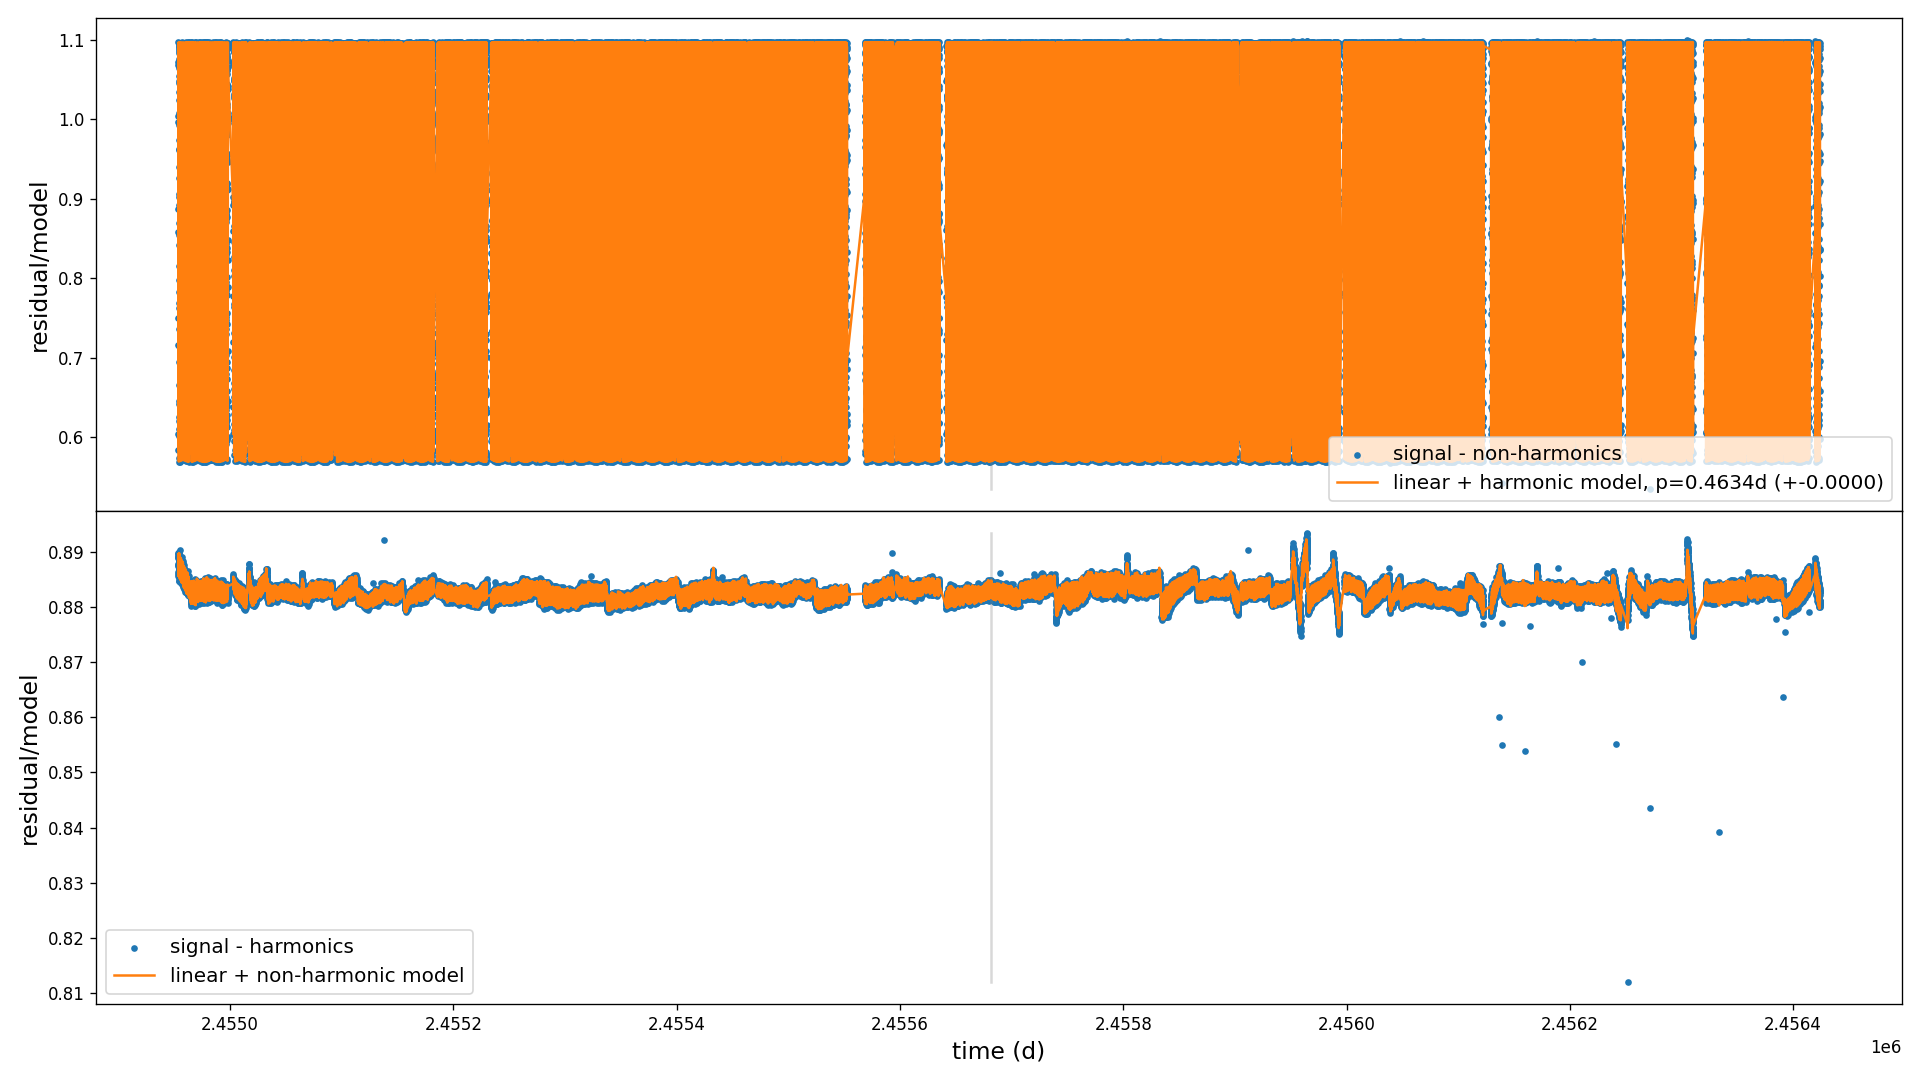 1.1
1.0
0.9
0.8
0.7
0.6
residual/model
signal - non-harmonics
linear + harmonic model, p=0.4634d (+-0.0000)
0.89
0.88
0.87
0.86
0.85
0.84
0.83
0.82
0.81
residual/model
signal - harmonics
linear + non-harmonic model
2.4550
2.4552
2.4554
2.4556
2.4558
2.4560
2.4562
2.4564
time (d)
1e6